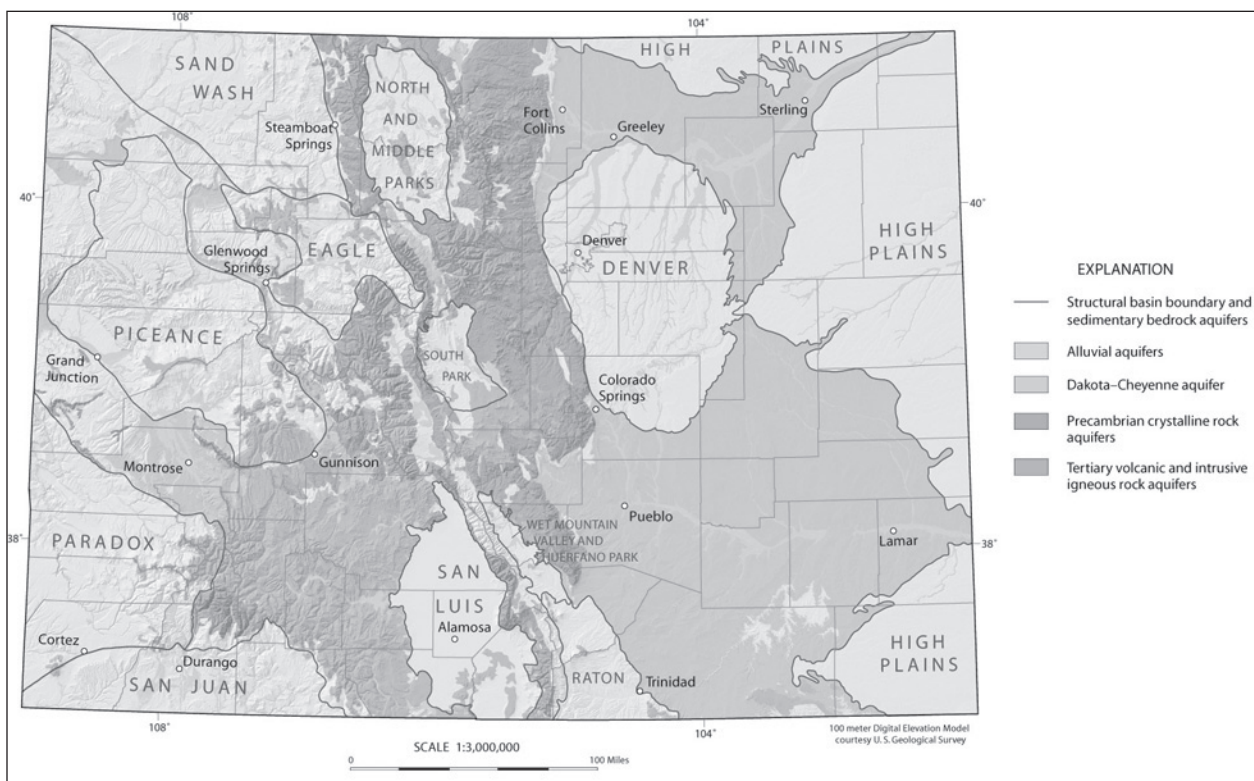 108°
104°
HIGH PLAINS
SAND
WASH
NORTH
AND
MIDDLE
PARKS
Steamboat
Springs
Fort
Collins
Greeley
Sterling
40°
40°
Glenwood
Springs
EAGLE
Denver
DENVER
HIGH
PLAINS
PICEANCE
Grand
Junction
SOUTH
PARK
Colorado
Springs
Montrose
Gunnison
Pueblo
WET MOUNTAIN
VALLEY AND
HUERFANO PARK
Lamar
38°
38°
PARADOX
SAN
LUIS
Alamosa
Cortez
Durango
SAN JUAN
RATON
Trinidad
HIGH
PLAINS
108°
104°
100 meter Digital Elevation Model
courtesy U. S. Geological Survey
SCALE 1:3,000,000
0 100 Miles
EXPLANATION
Structural basin boundary and
sedimentary bedrock aquifers
Alluvial aquifers
Dakota–Cheyenne aquifer
Precambrian crystalline rock
aquifers
Tertiary volcanic and intrusive
igneous rock aquifers